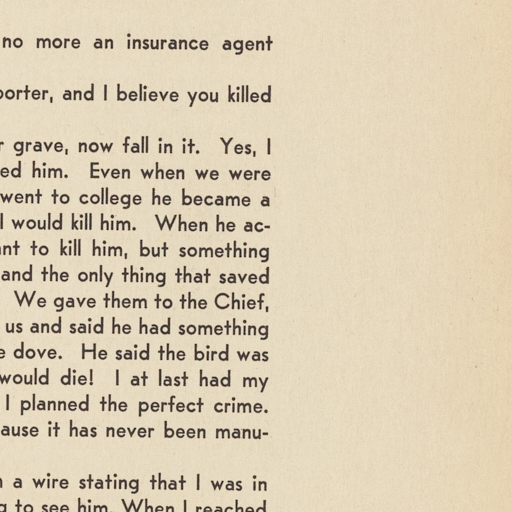 no more an insurance agent
porter, and I believe you killed
grave, now fall in it. Yes, I
ed him. Even when we were
went to college he became a
I would kill him. When he ac-
nt to kill him, but something
and the only thing that saved
We gave them to the Chief,
us and said he had something
e dove. He said the bird was
would die! I at last had my
I planned the perfect crime.
ause it has never been manu-
a wire stating that I was in
g to see him. When I reached